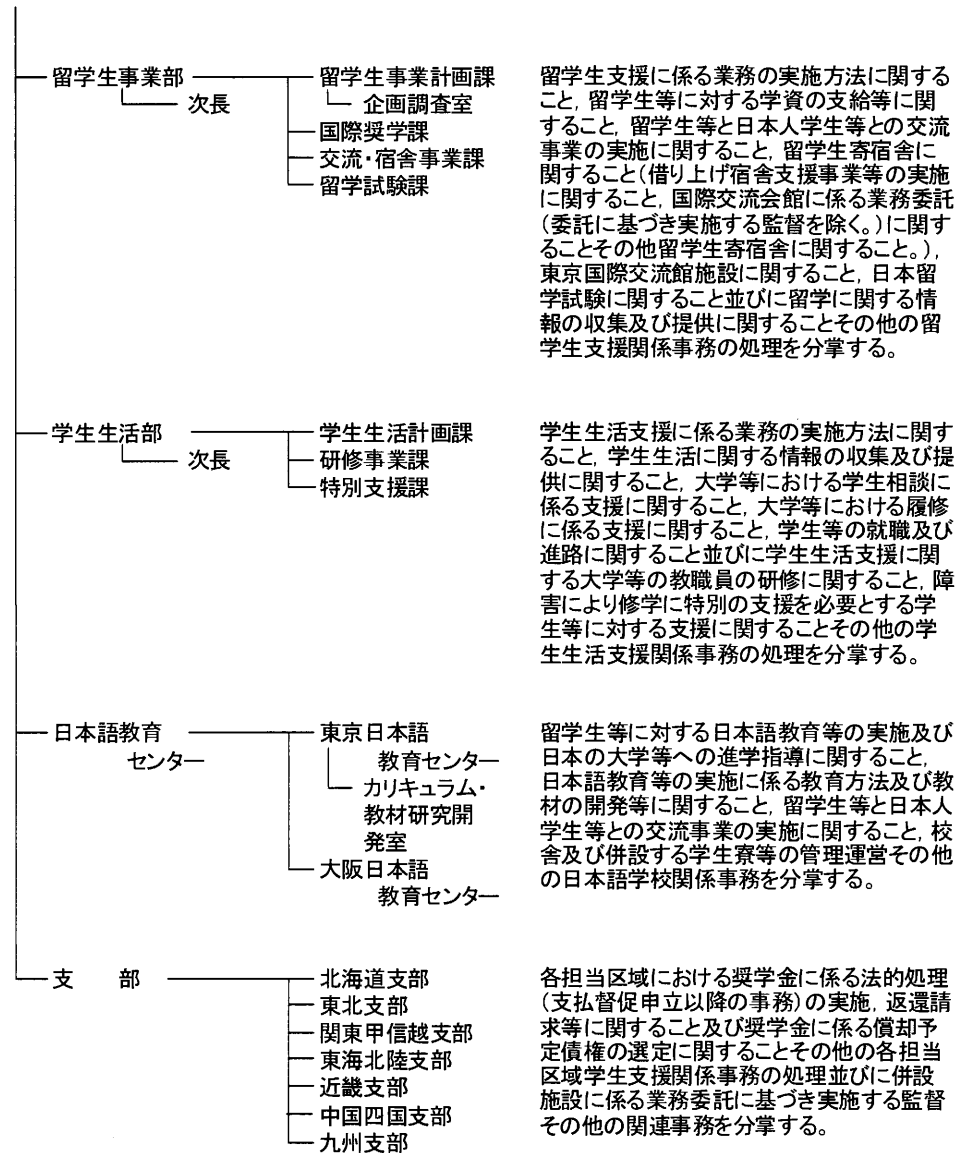 留学生事業部
次長
留学生事業計画課
企画調査室
国際奨学課
交流・宿舎事業課
留学試験課
留学生支援に係る業務の実施方法に関する
こと，留学生等に対する学資の支給等に関
すること，留学生等と日本人学生等との交流
事業の実施に関すること，留学生寄宿舎に
関すること（借り上げ宿舎支援事業等の実施
に関すること，国際交流会館に係る業務委託
（委託に基づき実施する監督を除く。）に関す
ることその他留学生寄宿舎に関すること。），
東京国際交流館施設に関すること，日本留
学試験に関すること並びに留学に関する情
報の収集及び提供に関することその他の留
学生支援関係事務の処理を分掌する。
学生生活部
次長
学生生活計画課
研修事業課
特別支援課
学生生活支援に係る業務の実施方法に関す
ること，学生生活に関する情報の収集及び提
供に関すること，大学等における学生相談に
係る支援に関すること，大学等における履修
に係る支援に関すること，学生等の就職及び
進路に関すること並びに学生生活支援に関
する大学等の教職員の研修に関すること，障
害により修学に特別の支援を必要とする学
生等に対する支援に関することその他の学
生生活支援関係事務の処理を分掌する。
日本語教育
センター
東京日本語
教育センター
カリキュラム・
教材研究開
発室
大阪日本語
教育センター
留学生等に対する日本語教育等の実施及び
日本の大学等への進学指導に関すること，
日本語教育等の実施に係る教育方法及び教
材の開発等に関すること，留学生等と日本人
学生等との交流事業の実施に関すること，校
舎及び併設する学生寮等の管理運営その他
の日本語学校関係事務を分掌する。
支　部
北海道支部
東北支部
関東甲信越支部
東海北陸支部
近畿支部
中国四国支部
九州支部
各担当区域における奨学金に係る法的処理
（支払督促申立以降の事務）の実施，返還請
求等に関すること及び奨学金に係る償却予
定債権の選定に関することその他の各担当
区域学生支援関係事務の処理並びに併設
施設に係る業務委託に基づき実施する監督
その他の関連事務を分掌する。